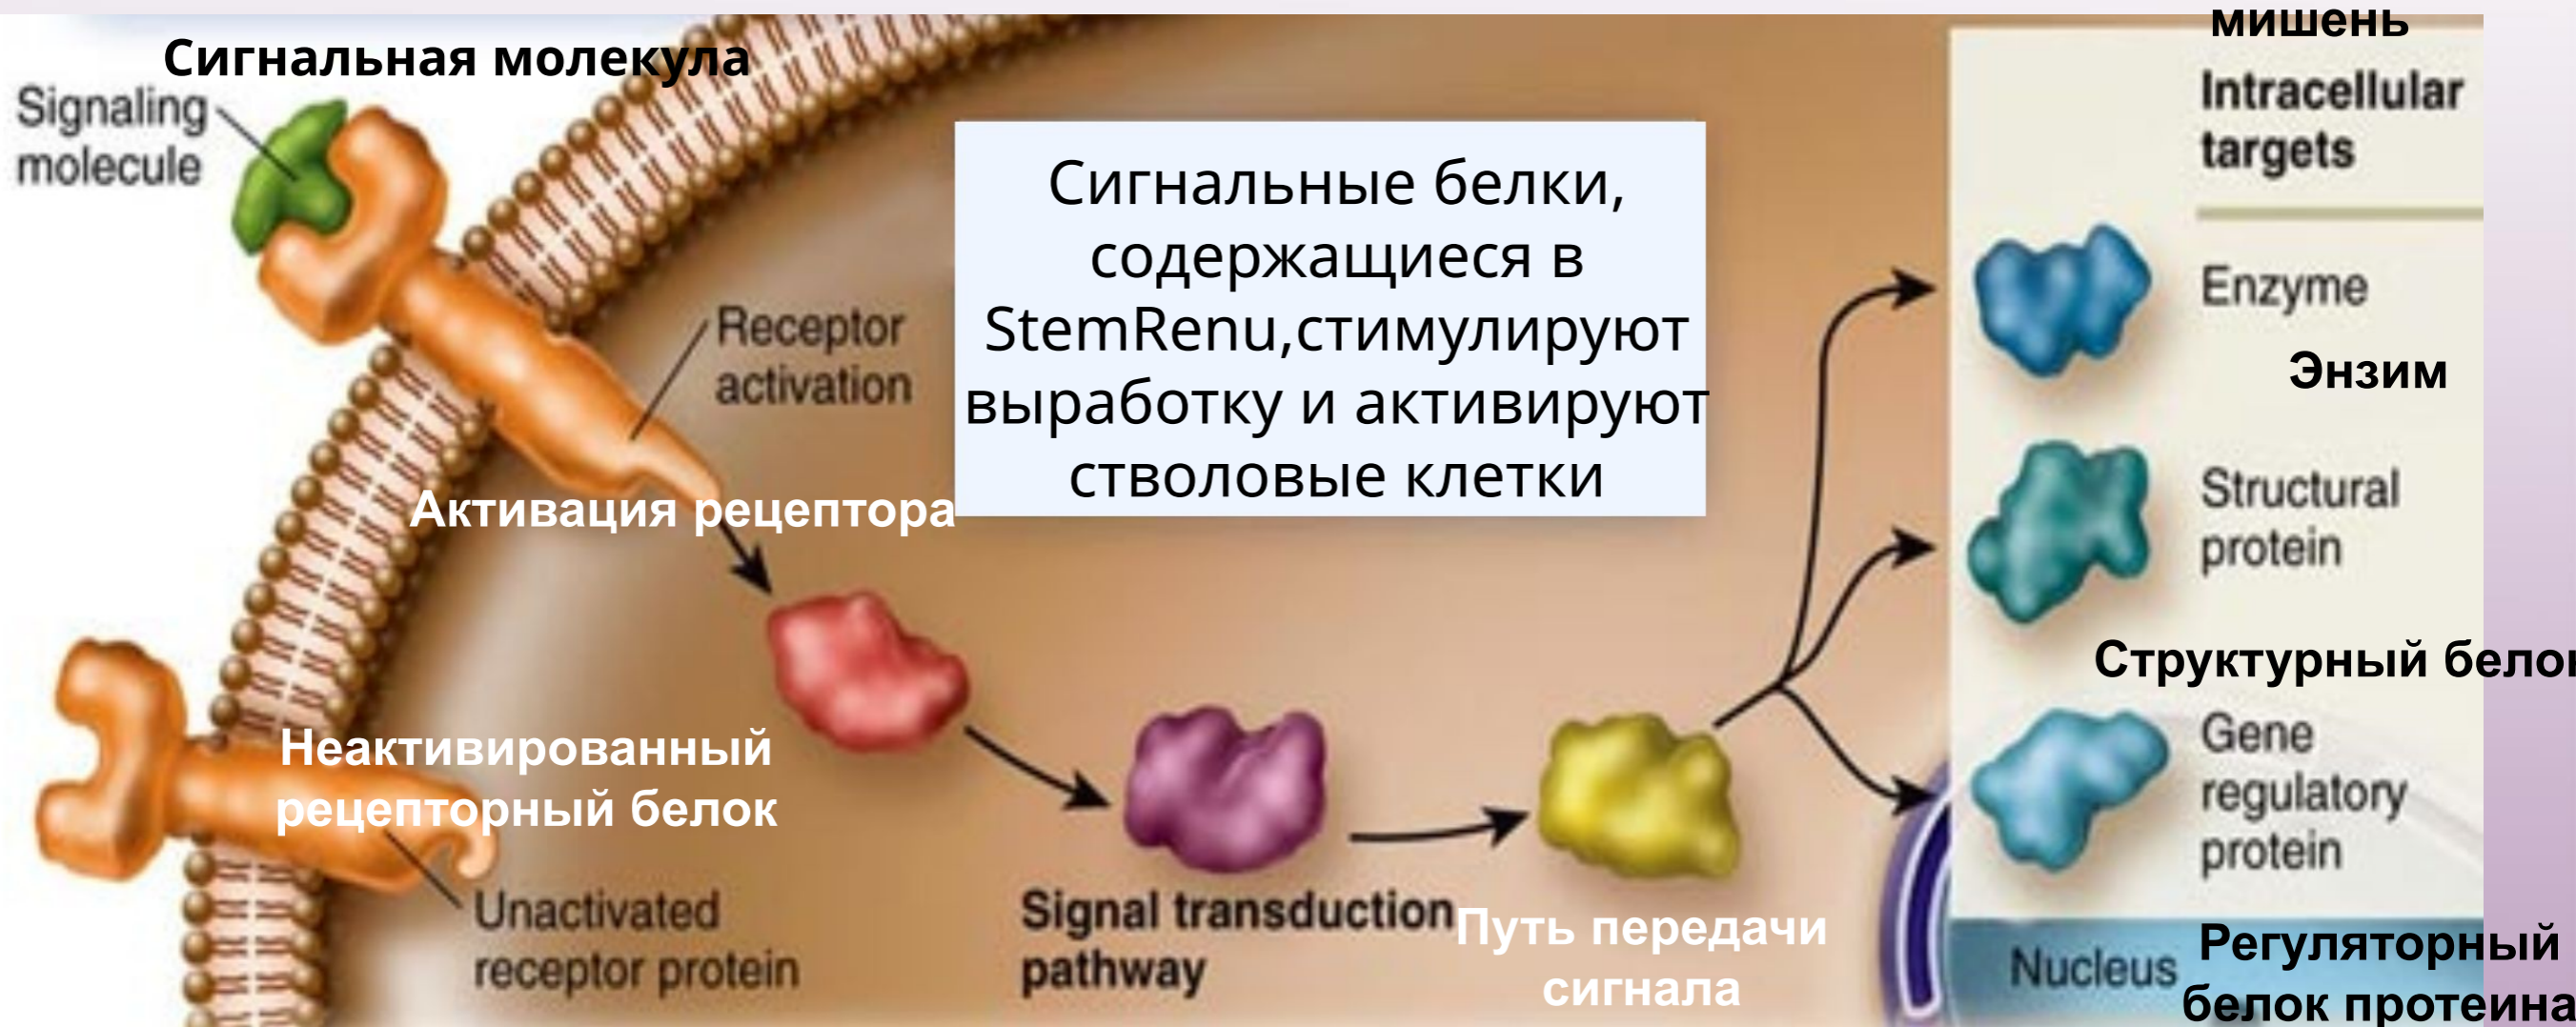 мишень
Сигнальная молекула
Signaling
molecule
Intracellular
targets
Сигнальные белки,
содержащиеся в
StemRenu,стимулируют
выработку и активируют
стволовые клетки
Receptor
activation
Enzyme
Энзим
Активация рецептора
Structural
protein
Структурный белок
Неактивированный
рецепторный белок
Gene
regulatory
protein
Unactivated
receptor protein
Signal transduction
pathway
Путь передачи
сигнала
Nucleus
Регуляторный
белок протеина